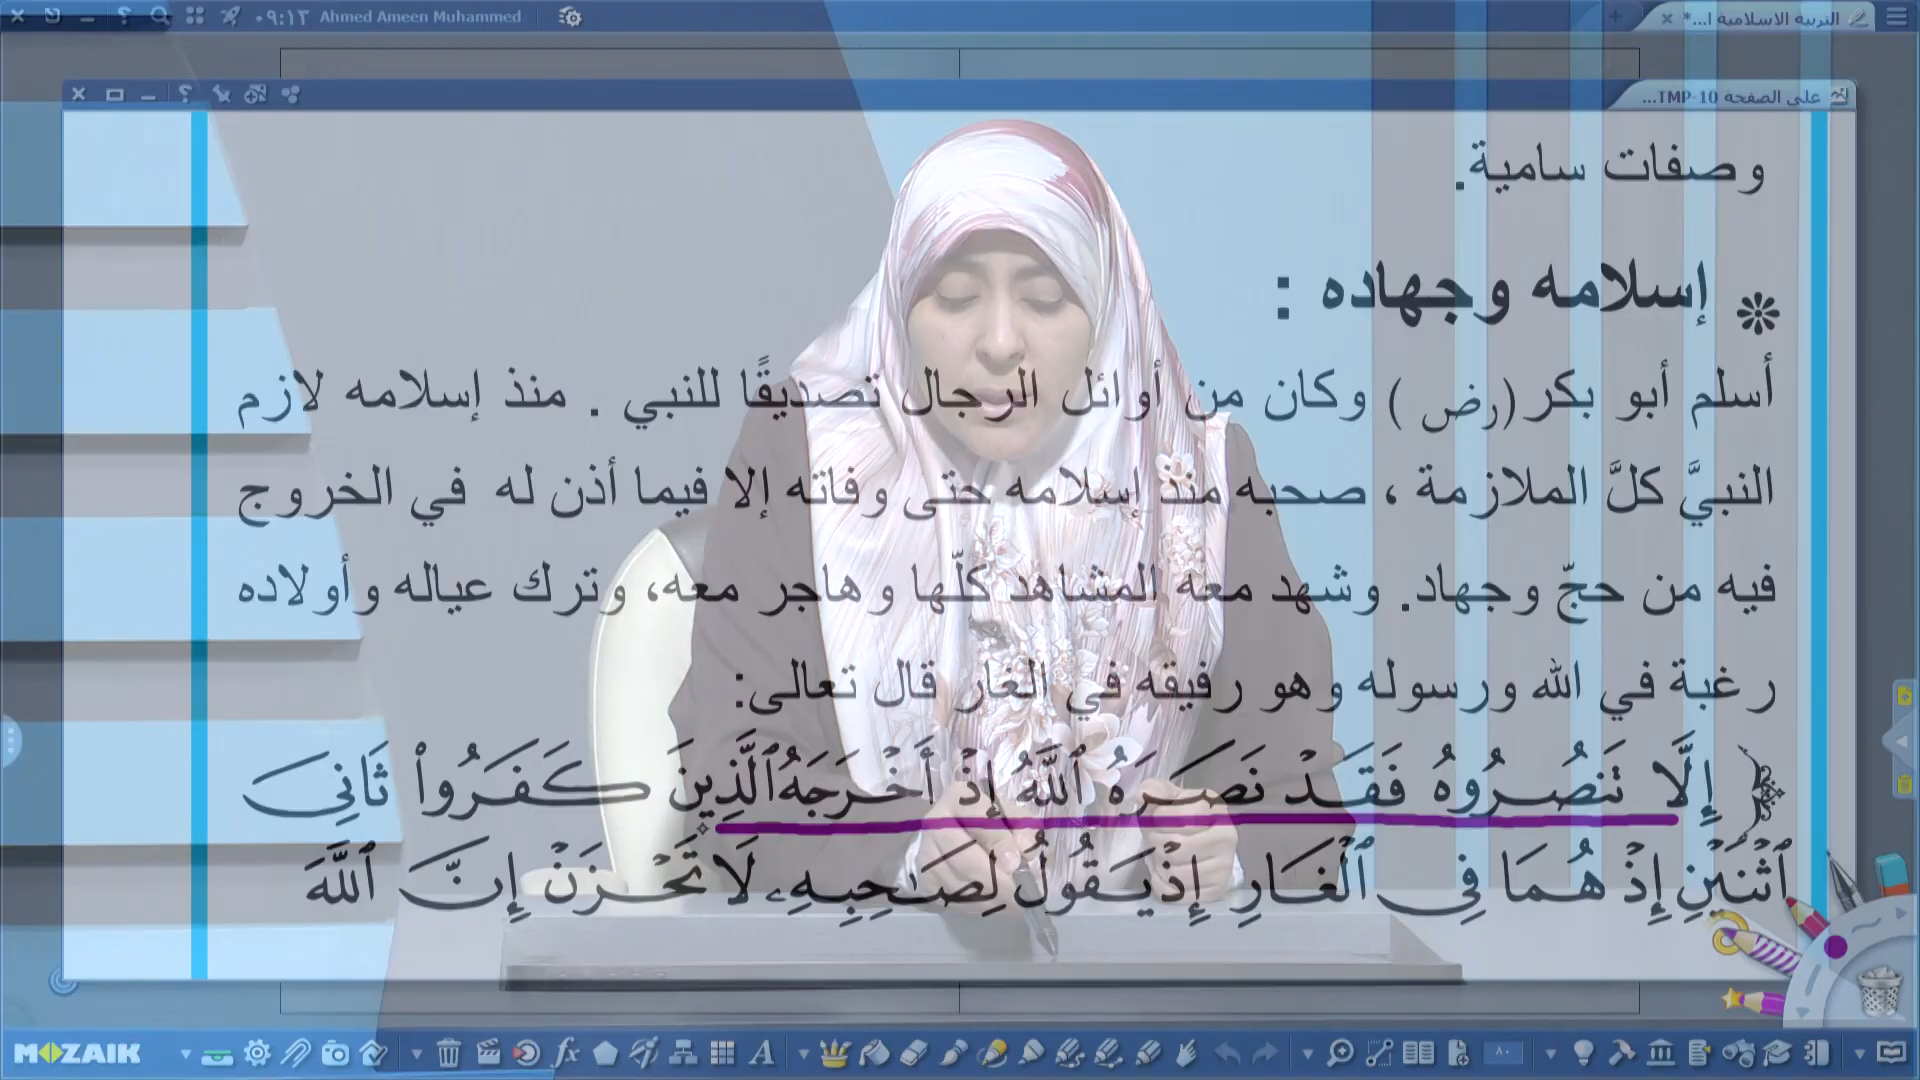 التربية الاسلامية ا...*
٠٩:١٣ Ahmed Ameen Muhammed
على الصفحة TMP-10...
وصفات سامية.
إسلامه وجهاده :
أسلم أبو بكر (رض ) وكان من أوائل الرجال تصديقًا للنبي . منذ إسلامه لازم
النبيَّ كلَّ الملازمة ، صحبه منذ إسلامه حتى وفاته إلا فيما أذن له في الخروج
فيه من حجّ وجهاد. وشهد معه المشاهد كلّها وهاجر معه، وترك عياله وأولاده
رغبة في الله ورسوله وهو رفيقه في الغار قال تعالى:
﴿ إِلَّا تَنصُرُوهُ فَقَدْ نَصَرَهُ ٱللَّهُ إِذْ أَخْرَجَهُ ٱلَّذِينَ كَفَرُوا۟ ثَانِىَ
ٱثْنَيْنِ إِذْ هُمَا فِى ٱلْغَارِ إِذْ يَقُولُ لِصَـٰحِبِهِۦ لَا تَحْزَنْ إِنَّ ٱللَّهَ
MOZAIK
٨٠